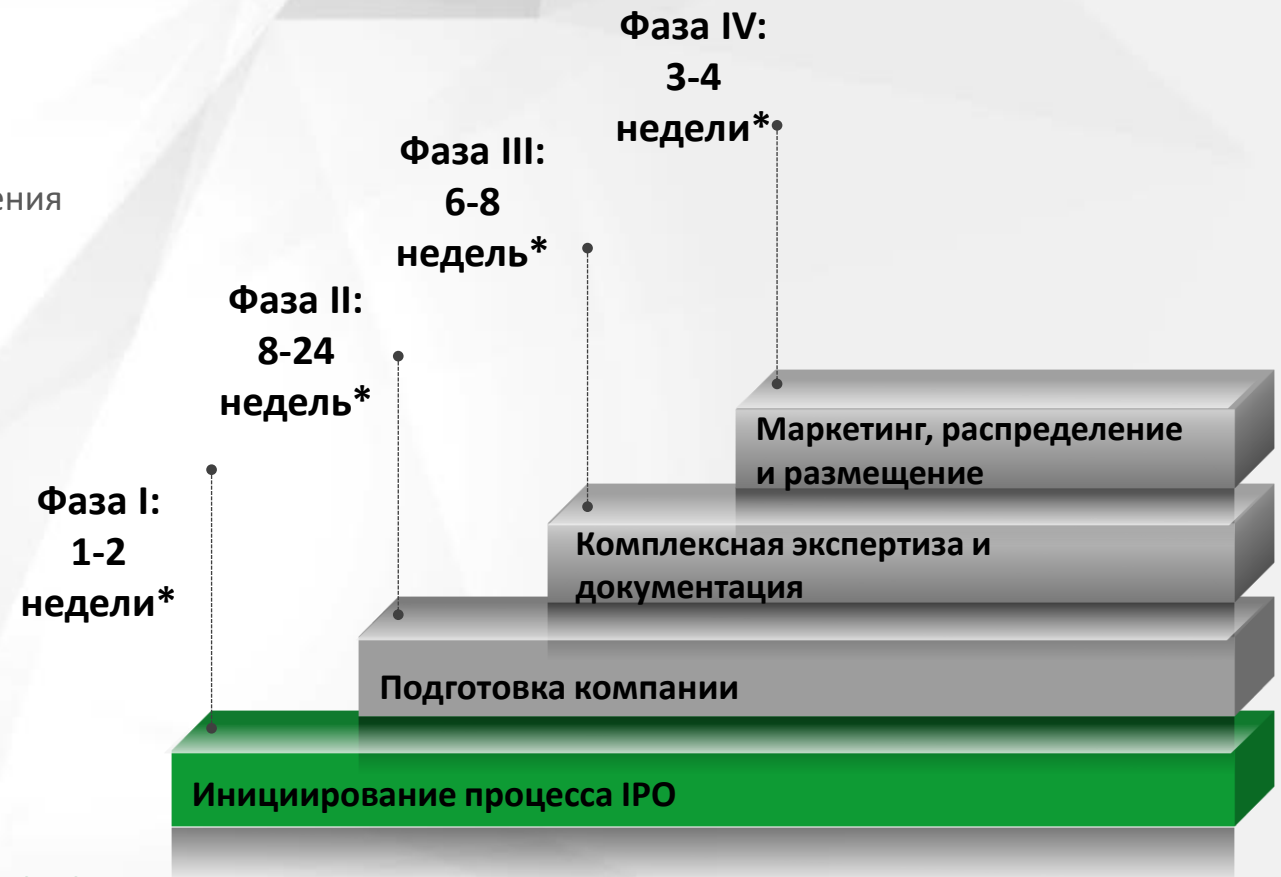 Фаза IV:
3-4
недели*
Фаза III:
6-8
недель*
ения
Фаза II:
8-24
недель*
Фаза I:
1-2
недели*
Маркетинг, распределение
и размещение
Комплексная экспертиза и
документация
Подготовка компании
Инициирование процесса IPO